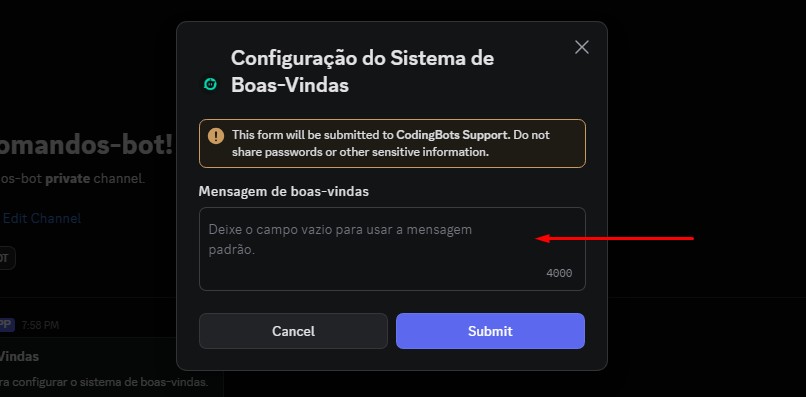 Configuração do Sistema de
Boas-Vindas
This form will be submitted to CodingBots Support. Do not
share passwords or other sensitive information.
Mensagem de boas-vindas
Deixe o campo vazio para usar a mensagem
padrão.
4000
Cancel
Submit
omandos-bot!
os-bot private channel.
Edit Channel
OT
PP 7:58 PM
Vindas
ra configurar o sistema de boas-vindas.